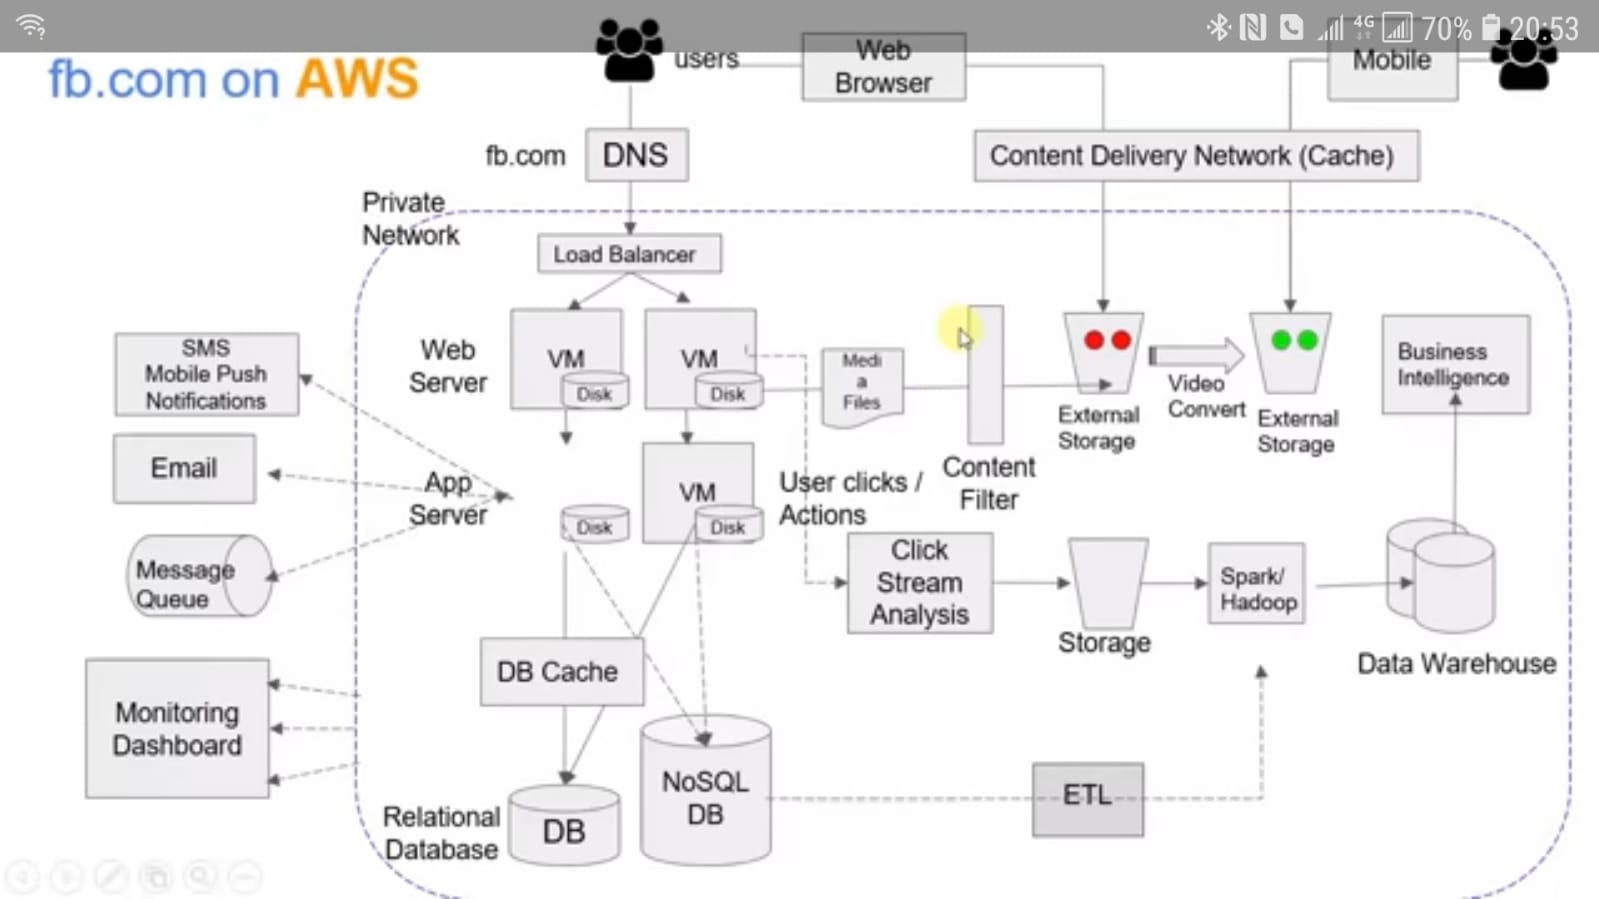 4G
70%
20:53
fb.com on AWS
users
Web
Browser
Mobile
fb.com
DNS
Content Delivery Network (Cache)
Private
Network
Load Balancer
Web
Server
VM
Disk
VM
Disk
Medi
a
Files
Content
Filter
External
Storage
Video
Convert
External
Storage
Business
Intelligence
SMS
Mobile Push
Notifications
Email
Message
Queue
App
Server
Disk
VM
Disk
User clicks /
Actions
Click
Stream
Analysis
Storage
Spark/
Hadoop
Data Warehouse
DB Cache
Monitoring
Dashboard
Relational
Database
DB
NoSQL
DB
ETL